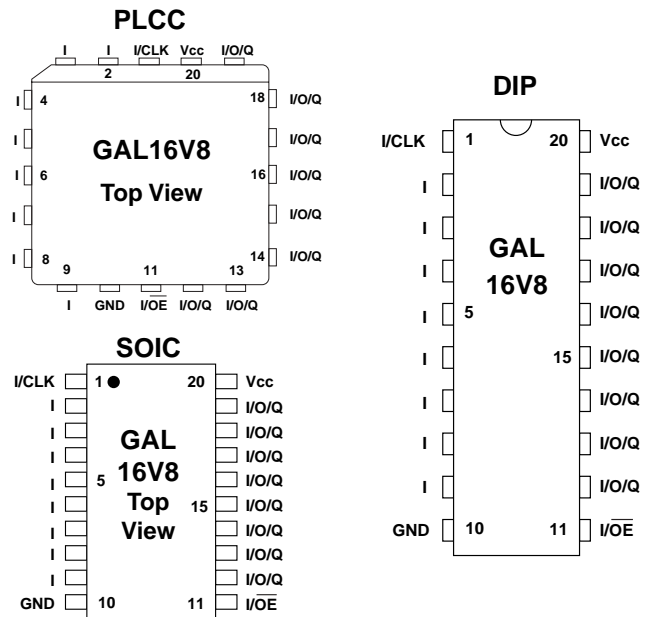 PLCC
I I I/CLK Vcc I/O/Q
2 20
I 4 18 I/O/Q
I I/O/Q
I 6 16 I/O/Q
I I/O/Q
I 8 14 I/O/Q
GAL16V8
Top View
9 11 13
I GND I/OE I/O/Q I/O/Q
SOIC
I/CLK 1 20 Vcc
I I/O/Q
I I/O/Q
I I/O/Q
I 5 I/O/Q
I 15 I/O/Q
I I/O/Q
I I/O/Q
I I/O/Q
GND 10 11 I/OE
GAL
16V8
Top
View
DIP
I/CLK 1 20 Vcc
I I/O/Q
I I/O/Q
I I/O/Q
I 5 I/O/Q
I 15 I/O/Q
I I/O/Q
I I/O/Q
I I/O/Q
GND 10 11 I/OE
GAL
16V8